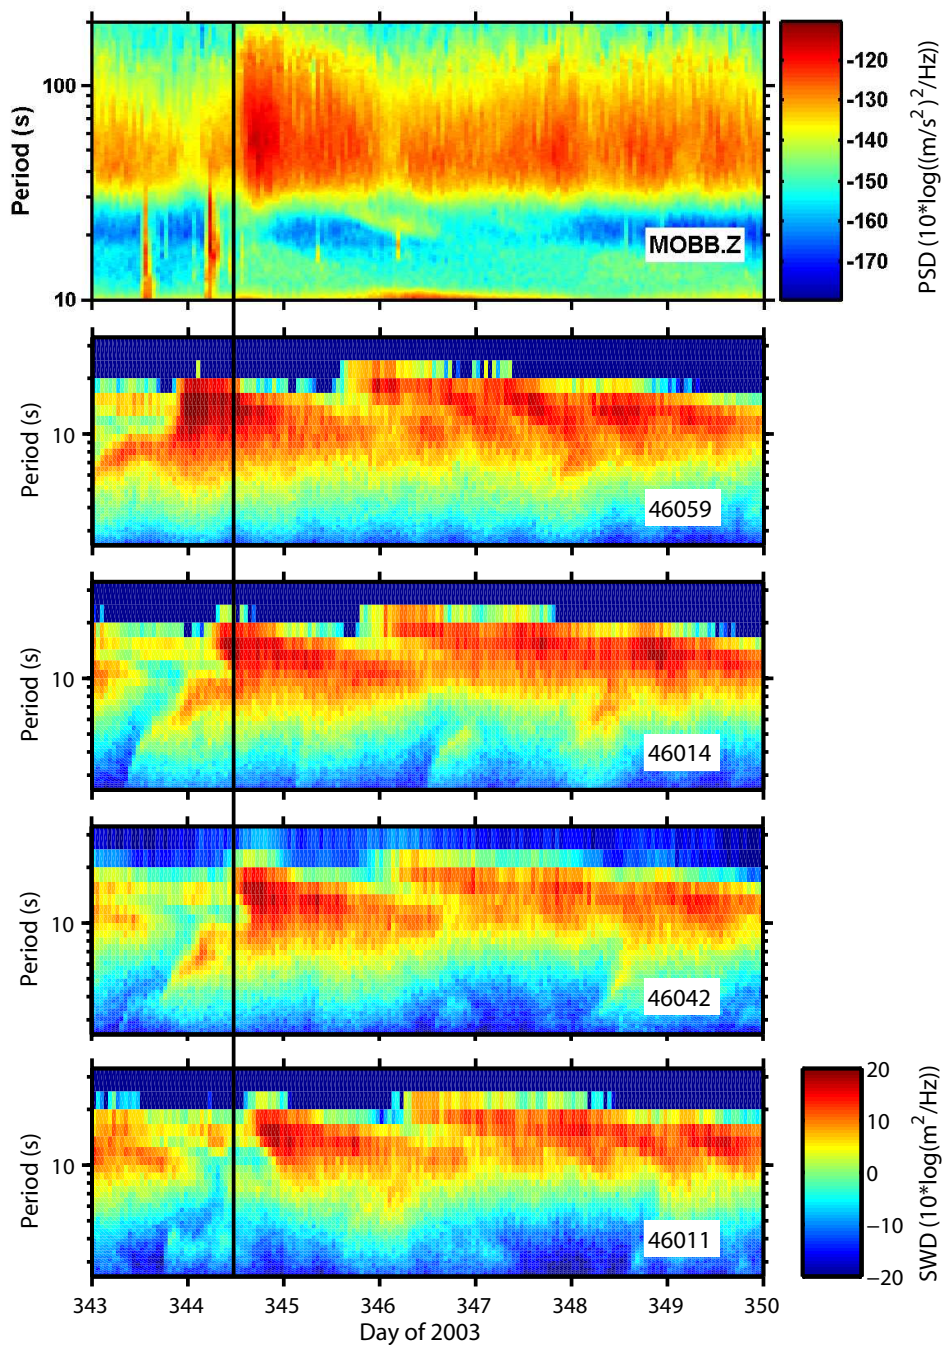 Period (s)
100
10
MOBB.Z
-120
-130
-140
-150
-160
-170
PSD (10*log((m/s²)²/Hz))
Period (s)
10
46059
Period (s)
10
46014
Period (s)
10
46042
Period (s)
10
46011
20
10
0
−10
−20
SWD (10*log(m²/Hz))
343 344 345 346 347 348 349 350
Day of 2003